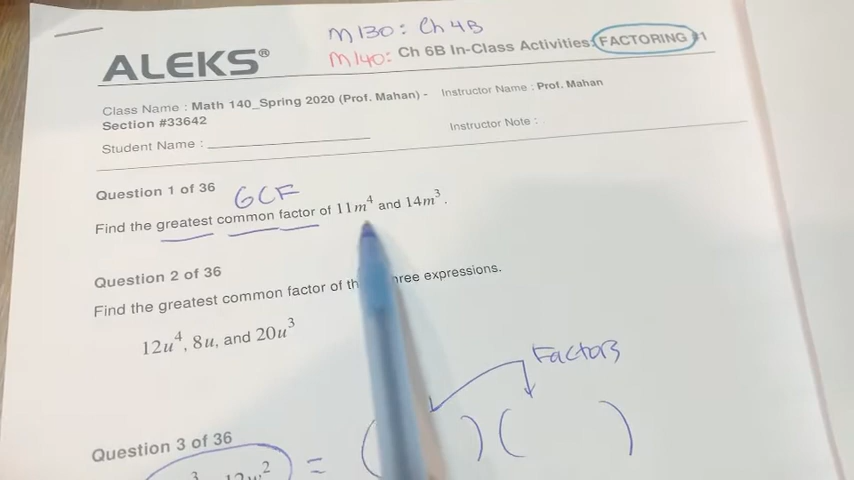 M130: Ch 4B
M140: Ch 6B In-Class Activities: FACTORING #1
ALEKS®
Class Name : Math 140_Spring 2020 (Prof. Mahan) - Instructor Name : Prof. Mahan
Section #33642
Instructor Note :
Student Name :
Question 1 of 36
GCF
Find the greatest common factor of 11m⁴ and 14m³.
Question 2 of 36
Find the greatest common factor of expressions.
12u⁴, 8u, and 20u³
Factors
Question 3 of 36
= ( ) ( )